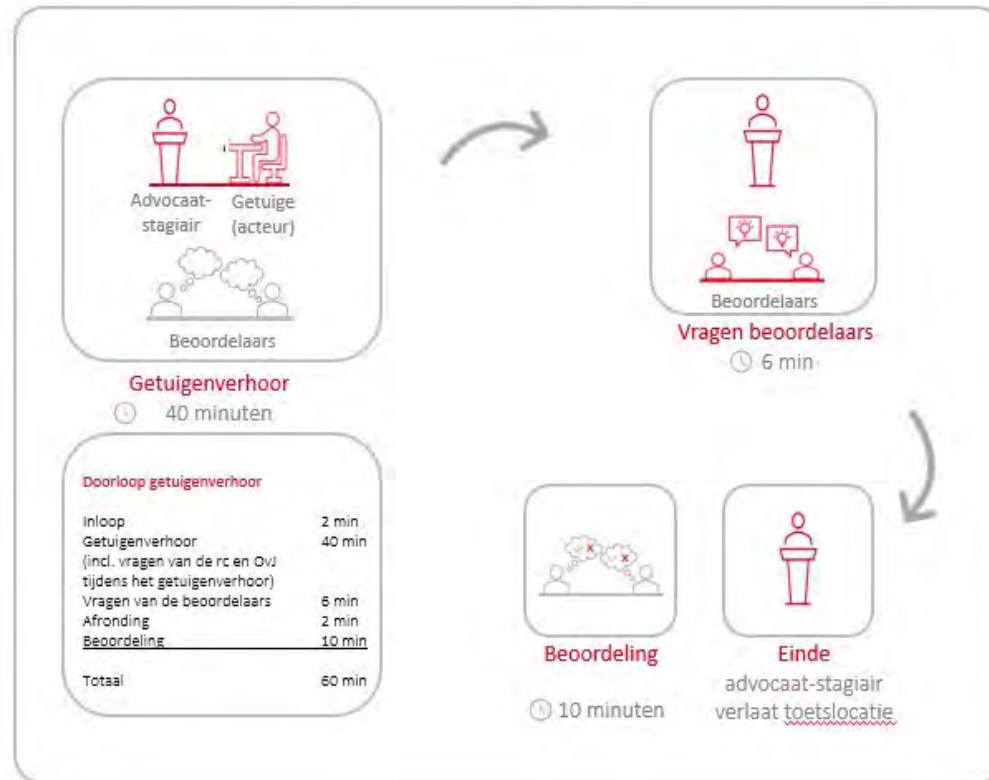 Advocaat-
stagiair
Getuige
(acteur)
Beoordelaars
Getuigenverhoor
40 minuten
Beoordelaars
Vragen beoordelaars
6 min
Doorloop getuigenverhoor
Inloop 2 min
Getuigenverhoor 40 min
(incl. vragen van de rc en OvJ
tijdens het getuigenverhoor)
Vragen van de beoordelaars 6 min
Afronding 2 min
Beoordeling 10 min
Totaal 60 min
Beoordeling
10 minuten
Einde
advocaat-stagiair
verlaat toetslocatie